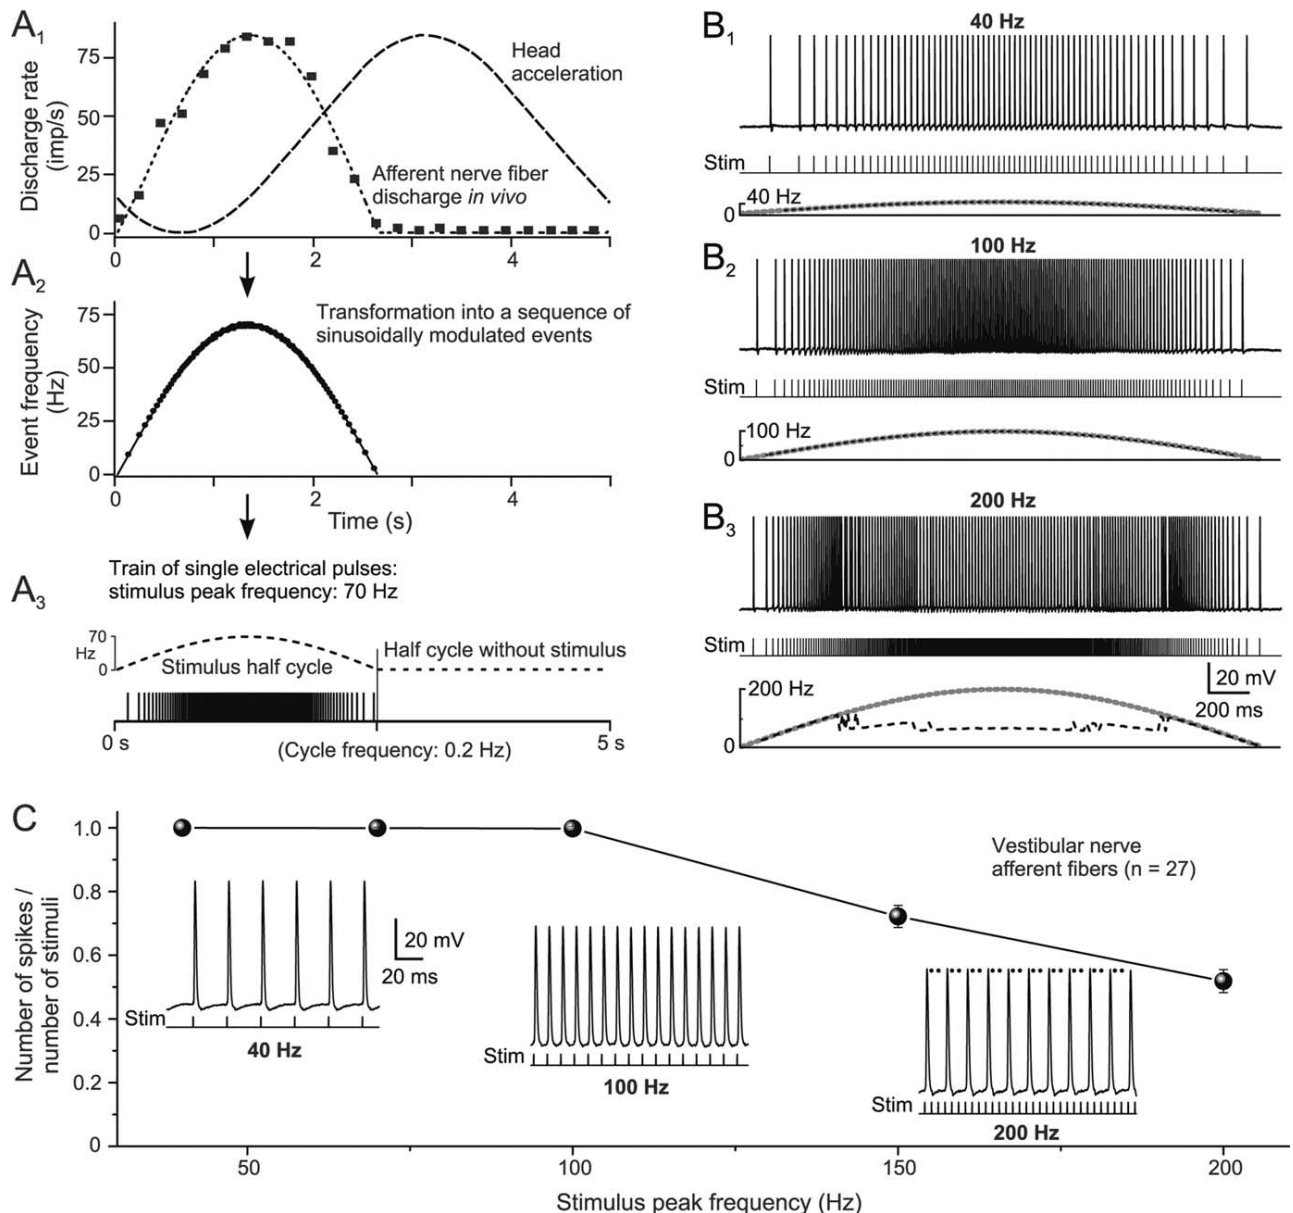 A1
75
50
25
0
Discharge rate
(imp/s)
Head
acceleration
Afferent nerve fiber
discharge in vivo
0
2
4
A2
75
50
25
0
Event frequency
(Hz)
Transformation into a sequence of
sinusoidally modulated events
0
2
4
Time (s)
Train of single electrical pulses:
stimulus peak frequency: 70 Hz
A3
70
Hz
0
Stimulus half cycle
Half cycle without stimulus
0 s
(Cycle frequency: 0.2 Hz)
5 s
B1
40 Hz
Stim
40 Hz
0
B2
100 Hz
Stim
100 Hz
0
B3
200 Hz
Stim
200 Hz
0
20 mV
200 ms
C
1.0
0.8
0.6
0.4
0.2
0
Number of spikes /
number of stimuli
Vestibular nerve
afferent fibers (n = 27)
20 mV
20 ms
Stim
40 Hz
Stim
100 Hz
Stim
200 Hz
50
100
150
200
Stimulus peak frequency (Hz)